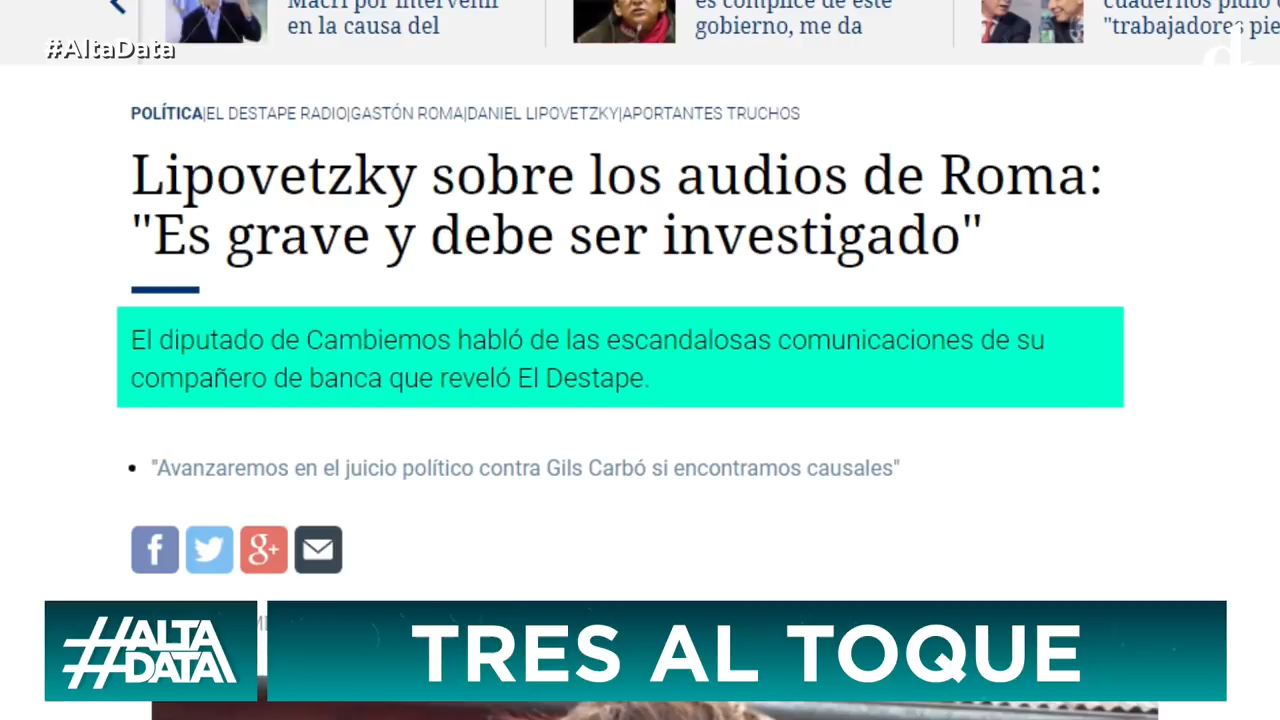 Macri por intervenir
en la causa del
es cómplice de este
gobierno, me da
cuadernos pidió
"trabajadores pie
#AltaData
d
POLÍTICA|EL DESTAPE RADIO|GASTÓN ROMA|DANIEL LIPOVETZKY|APORTANTES TRUCHOS
Lipovetzky sobre los audios de Roma:
"Es grave y debe ser investigado"
El diputado de Cambiemos habló de las escandalosas comunicaciones de su
compañero de banca que reveló El Destape.
"Avanzaremos en el juicio político contra Gils Carbó si encontramos causales"
#ALTA
DATA
TRES AL TOQUE